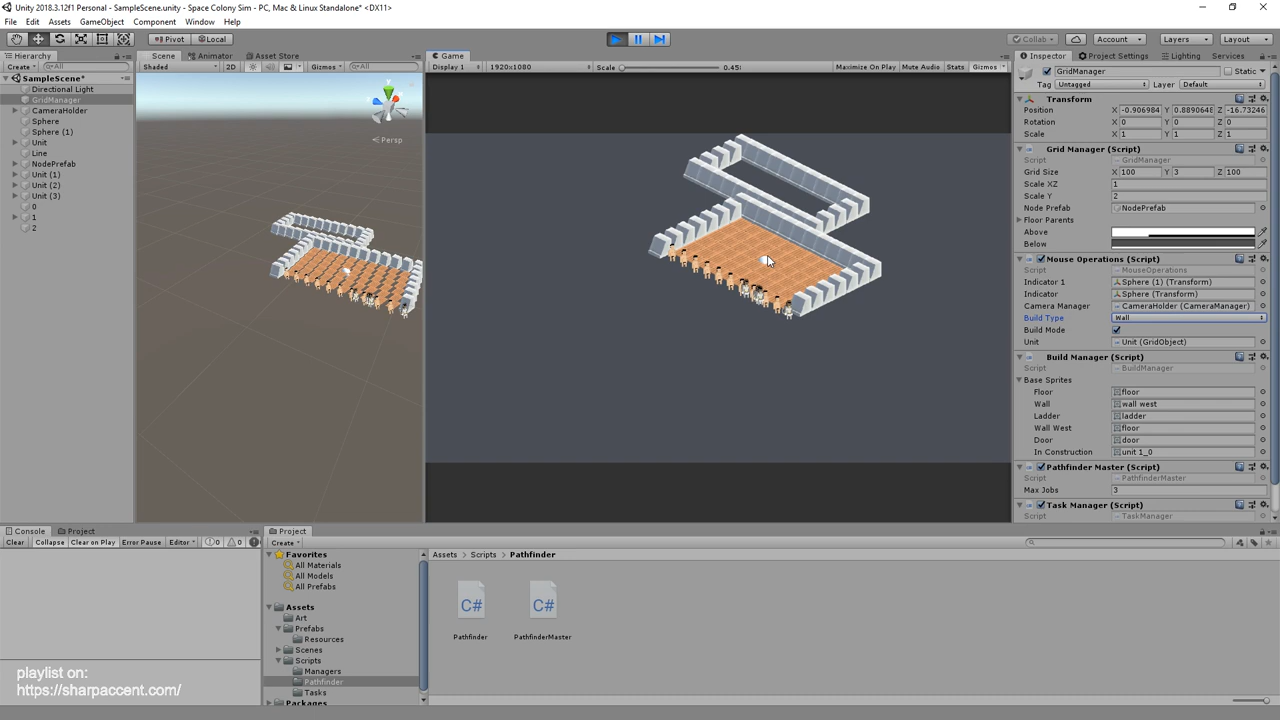 Unity 2018.3.12f1 Personal - SampleScene.unity - Space Colony Sim - PC, Mac & Linux Standalone* <DX11>
File Edit Assets GameObject Component Window Help
Pivot Local Collab Account Layers Layout
Hierarchy Scene Animator Asset Store Game Inspector Project Settings Lighting Services
Create All Shaded 2D Gizmos All Display 1 1920x1080 Scale 0.45: Maximize On Play Mute Audio Stats Gizmos GridManager Static
SampleScene* Tag Untagged Layer Default
Directional Light
GridManager
CameraHolder
Sphere
Sphere (1)
Unit
Line
NodePrefab
Unit (1)
Unit (2)
Unit (3)
0
1
2
Persp
Transform
Position X -0.906984 Y 0.8890648 Z -16.73246
Rotation X 0 Y 0 Z 0
Scale X 1 Y 1 Z 1
Grid Manager (Script)
Script GridManager
Grid Size X 100 Y 3 Z 100
Scale XZ 1
Scale Y 2
Node Prefab NodePrefab
Floor Parents
Above
Below
Mouse Operations (Script)
Script MouseOperations
Indicator 1 Sphere (1) (Transform)
Indicator Sphere (Transform)
Camera Manager CameraHolder (CameraManager)
Build Type Wall
Build Mode
Unit Unit (GridObject)
Build Manager (Script)
Script BuildManager
Base Sprites
Floor floor
Wall wall west
Ladder ladder
Wall West floor
Door door
In Construction unit 1_0
Pathfinder Master (Script)
Script PathfinderMaster
Max Jobs 3
Task Manager (Script)
Script TaskManager
Console Project Project
Clear Collapse Clear on Play Error Pause Editor 0 0 Create
Favorites
All Materials
All Models
All Prefabs
Assets
Art
Prefabs
Resources
Scenes
Scripts
Managers
Pathfinder
Tasks
Packages
Assets Scripts Pathfinder
C# C#
Pathfinder PathfinderMaster
playlist on:
https://sharpaccent.com/